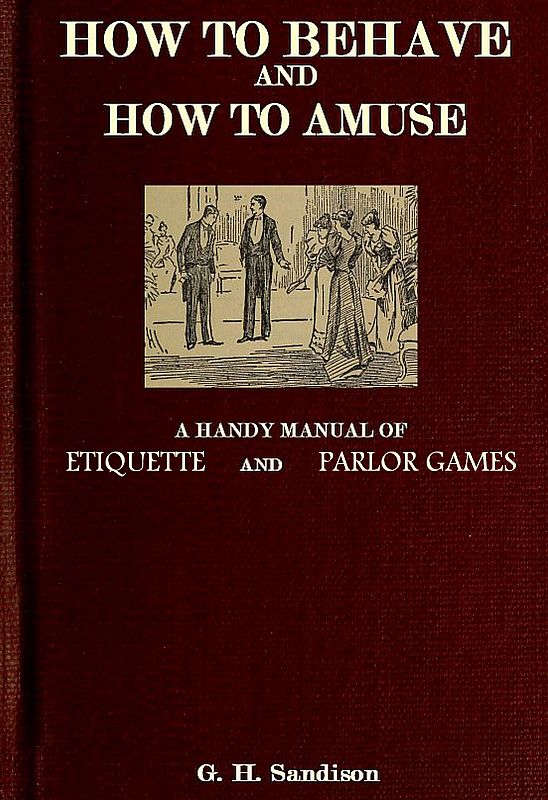 HOW TO BEHAVE
AND
HOW TO AMUSE
A HANDY MANUAL OF
ETIQUETTE AND PARLOR GAMES
G. H. Sandison